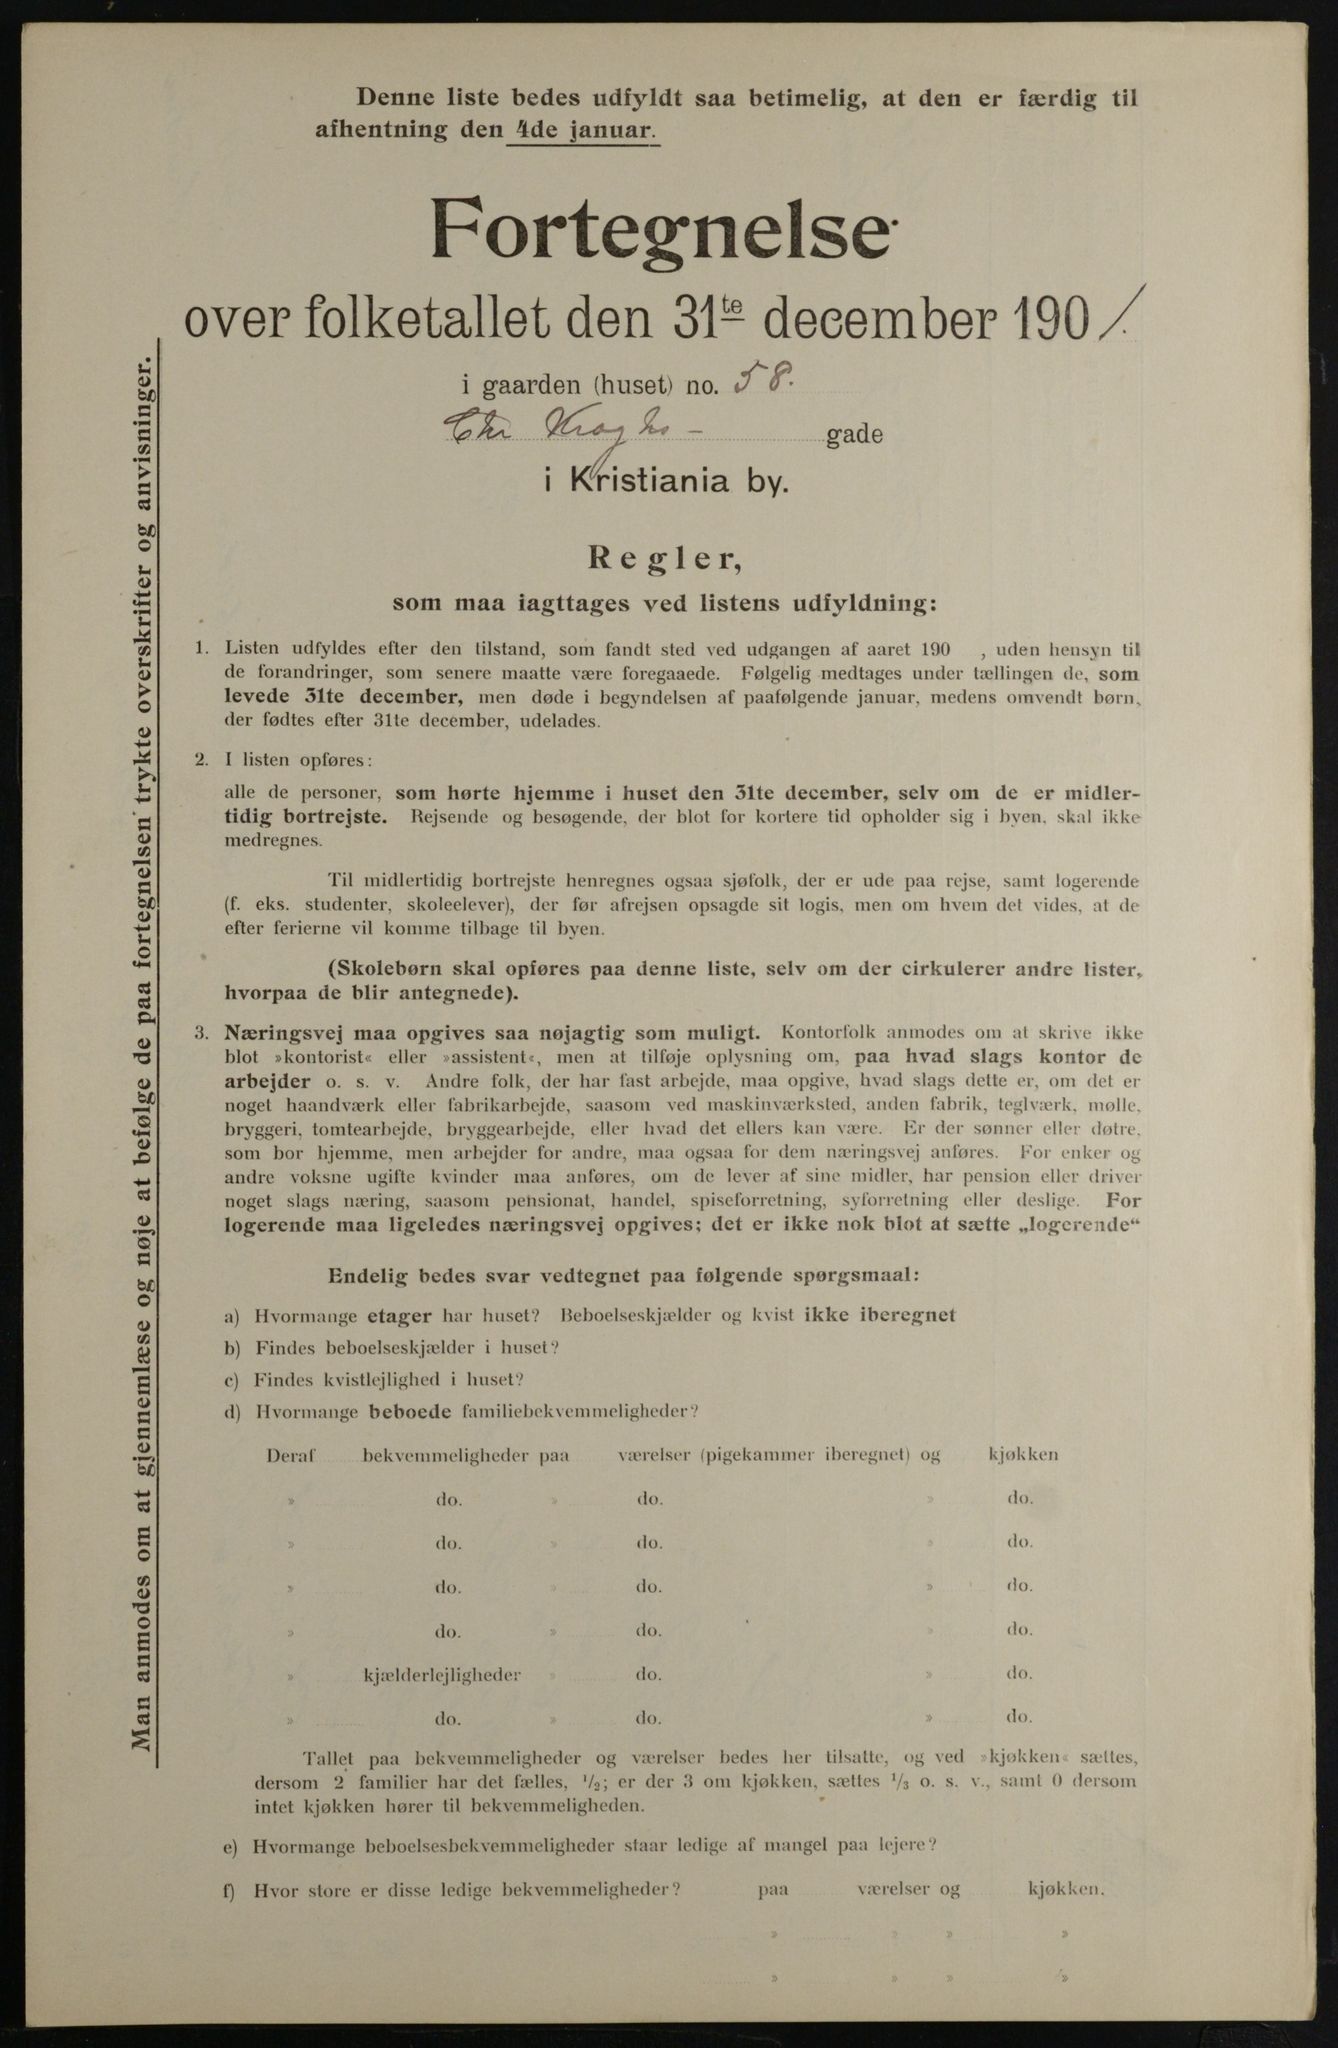 Denne liste bedes udfyldt saa betimelig, at den er færdig til
afhentning den 4de januar.
Fortegnelse
over folketallet den 31te december 190 1.
i gaarden (huset) no. 58.
Chr Kroghs - gade
i Kristiania by.
Regler,
som maa iagttages ved listens udfyldning:
1. Listen udfyldes efter den tilstand, som fandt sted ved udgangen af aaret 190 , uden hensyn til
de forandringer, som senere maatte være foregaaede. Følgelig medtages under tællingen de, som
levede 31te december, men døde i begyndelsen af paafølgende januar, medens omvendt børn,
der fødtes efter 31te december, udelades.
2. I listen opføres:
alle de personer, som hørte hjemme i huset den 31te december, selv om de er midler-
tidig bortrejste. Rejsende og besøgende, der blot for kortere tid opholder sig i byen, skal ikke
medregnes.
Til midlertidig bortrejste henregnes ogsaa sjøfolk, der er ude paa rejse, samt logerende
(f. eks. studenter, skoleelever), der før afrejsen opsagde sit logis, men om hvem det vides, at de
efter ferierne vil komme tilbage til byen.
(Skolebørn skal opføres paa denne liste, selv om der cirkulerer andre lister,
hvorpaa de blir antegnede).
3. Næringsvej maa opgives saa nøjagtig som muligt. Kontorfolk anmodes om at skrive ikke
blot »kontorist« eller »assistent«, men at tilføje oplysning om, paa hvad slags kontor de
arbejder o. s. v. Andre folk, der har fast arbejde, maa opgive, hvad slags dette er, om det er
noget haandværk eller fabrikarbejde, saasom ved maskinværksted, anden fabrik, teglværk, mølle,
bryggeri, tomtearbejde, bryggearbejde, eller hvad det ellers kan være. Er der sønner eller døtre,
som bor hjemme, men arbejder for andre, maa ogsaa for dem næringsvej anføres. For enker og
andre voksne ugifte kvinder maa anføres, om de lever af sine midler, har pension eller driver
noget slags næring, saasom pensionat, handel, spiseforretning, syforretning eller deslige. For
logerende maa ligeledes næringsvej opgives; det er ikke nok blot at sætte „logerende“
Endelig bedes svar vedtegnet paa følgende spørgsmaal:
a) Hvormange etager har huset? Beboelseskjælder og kvist ikke iberegnet
b) Findes beboelseskjælder i huset?
c) Findes kvistlejlighed i huset?
d) Hvormange beboede familiebekvemmeligheder?
Deraf bekvemmeligheder paa værelser (pigekammer iberegnet) og kjøkken
» do. » do. » do.
» do. » do. » do.
» do. » do. » do.
» do. » do. » do.
» kjælderlejligheder » do. » do.
» do. » do. » do.
Tallet paa bekvemmeligheder og værelser bedes her tilsatte, og ved »kjøkken« sættes,
dersom 2 familier har det fælles, 1/2; er der 3 om kjøkken, sættes 1/3 o. s. v., samt 0 dersom
intet kjøkken hører til bekvemmeligheden.
e) Hvormange beboelsesbekvemmeligheder staar ledige af mangel paa lejere?
f) Hvor store er disse ledige bekvemmeligheder? paa værelser og kjøkken.
» » » »
» » » »
Man anmodes om at gjennemlæse og nøje at befølge de paa fortegnelsen trykte overskrifter og anvisninger.